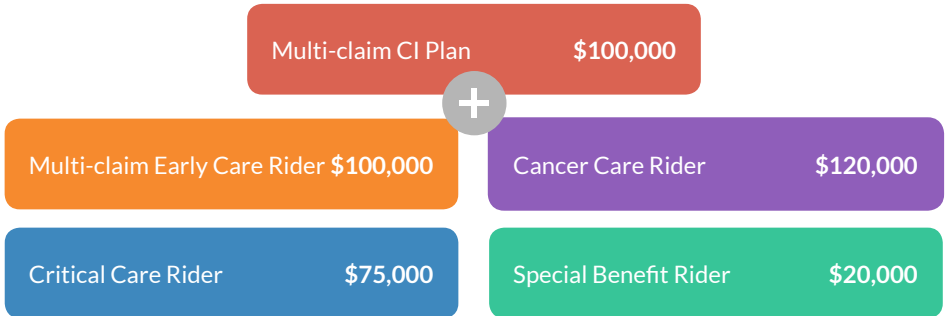 Multi-claim CI Plan $100,000
Multi-claim Early Care Rider $100,000
Cancer Care Rider $120,000
Critical Care Rider $75,000
Special Benefit Rider $20,000